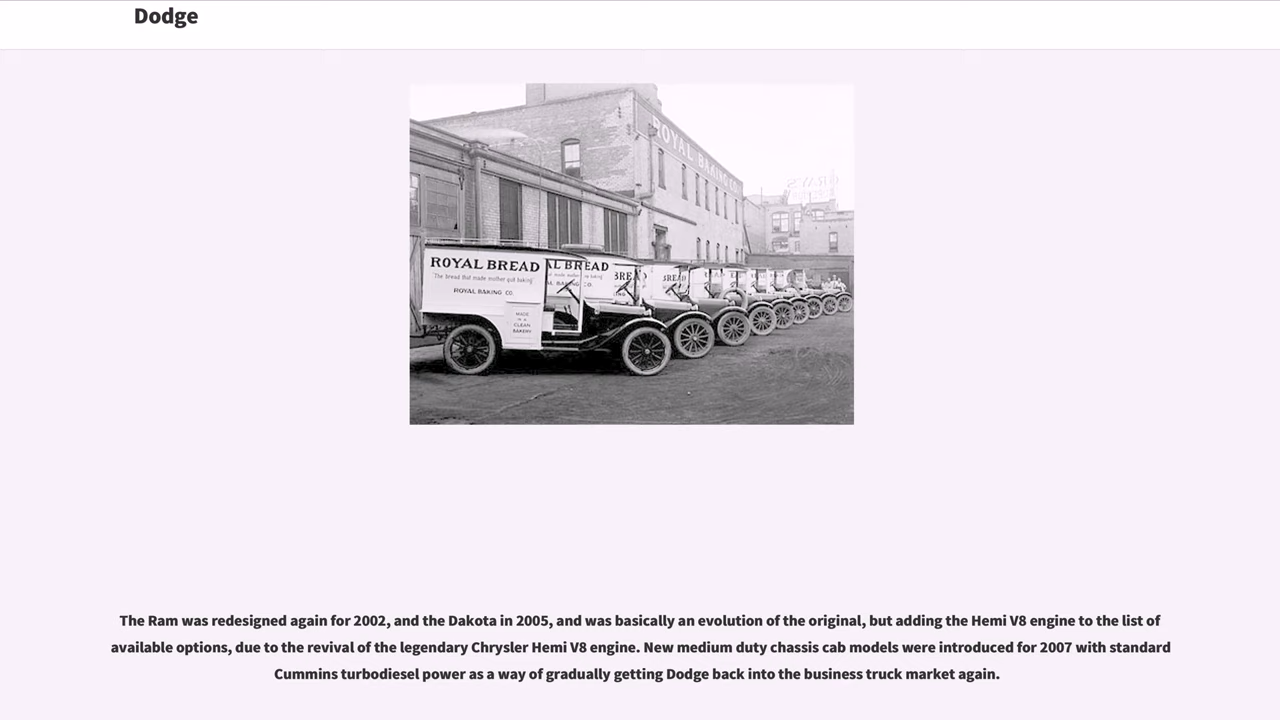 Dodge
ROYAL BAKING CO.
ROYAL BREAD
The bread that made mother quit baking
ROYAL BAKING CO.
MADE
IN A
CLEAN
BAKERY
AL BREAD
BREAD
The Ram was redesigned again for 2002, and the Dakota in 2005, and was basically an evolution of the original, but adding the Hemi V8 engine to the list of
available options, due to the revival of the legendary Chrysler Hemi V8 engine. New medium duty chassis cab models were introduced for 2007 with standard
Cummins turbodiesel power as a way of gradually getting Dodge back into the business truck market again.